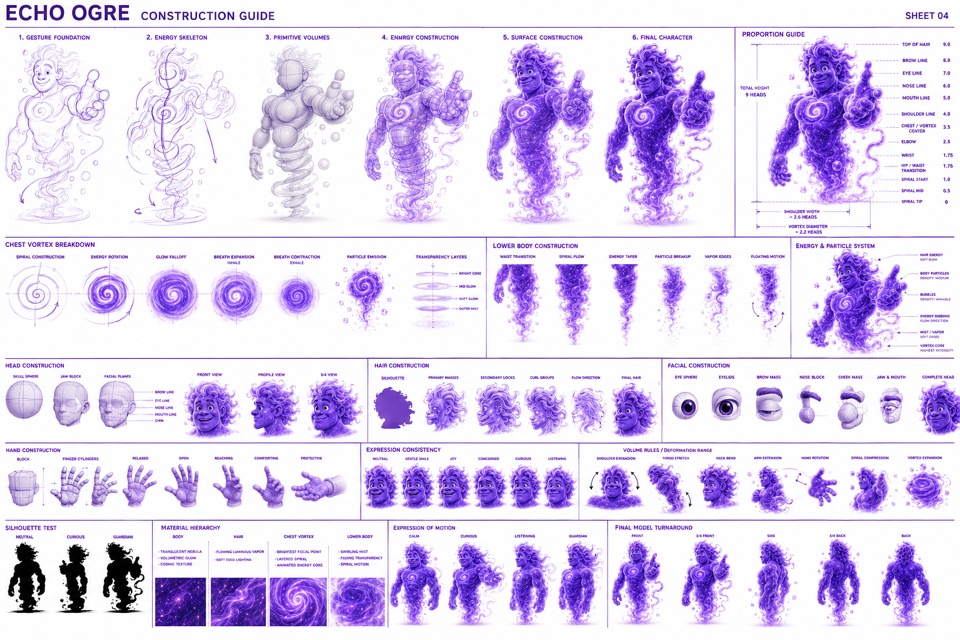 ECHO OGRE CONSTRUCTION GUIDE
SHEET 04
1. GESTURE FOUNDATION
2. ENERGY SKELETON
3. PRIMITIVE VOLUMES
4. ENMRGY CONSTRUCTION
5. SURFACE CONSTRUCTION
6. FINAL CHARACTER
PROPORTION GUIDE
TOTAL HEIGHT
9 HEADS
TOP OF HAIR 9.0
BROW LINE 8.0
EYE LINE 7.0
NOSE LINE 6.0
MOUTH LINE 5.0
SHOULDER LINE 4.0
CHEST / VORTEX
CENTER 3.5
ELBOW 2.5
WRIST 1.75
HIP / WAIST
TRANSITION 1.75
SPIRAL START 1.0
SPIRAL MID 0.5
SPIRAL TIP 0
SHOULDER WIDTH
≈ 2.6 HEADS
VORTEX DIAMETER
≈ 2.2 HEADS
CHEST VORTEX BREAKDOWN
SPIRAL CONSTRUCTION
ENERGY ROTATION
GLOW FALLOFF
BREATH EXPANSION
INHALE
BREATH CONTRACTION
EXHALE
PARTICLE EMISSION
TRANSPARENCY LAYERS
BRIGHT CORE
MID GLOW
SOFT GLOW
OUTER MIST
LOWER BODY CONSTRUCTION
WAIST TRANSITION
SPIRAL FLOW
ENERGY TAPER
PARTICLE BREAKUP
VAPOR EDGES
FLOATING MOTION
ENERGY & PARTICLE SYSTEM
HAIR ENERGY
SOFT GLOW
BODY PARTICLES
DENSITY: MEDIUM
BUBBLES
DENSITY: VARIABLE
ENERGY RIBBONS
FLOW DIRECTION
MIST / VAPOR
SOFT EDGES
VORTEX CORE
HIGHEST INTENSITY
HEAD CONSTRUCTION
SKULL SPHERE
JAW BLOCK
FACIAL PLANES
BROW LINE
EYE LINE
NOSE LINE
MOUTH LINE
CHIN
FRONT VIEW
PROFILE VIEW
3/4 VIEW
HAIR CONSTRUCTION
SILHOUETTE
PRIMARY MASSES
SECONDARY LOCKS
CURL GROUPS
FLOW DIRECTION
FINAL HAIR
FACIAL CONSTRUCTION
EYE SPHERE
EYELIDS
BROW MASS
NOSE BLOCK
CHEEK MASS
JAW & MOUTH
COMPLETE HEAD
HAND CONSTRUCTION
BLOCK
FINGER CYLINDERS
RELAXED
OPEN
REACHING
COMFORTING
PROTECTIVE
EXPRESSION CONSISTENCY
NEUTRAL
GENTLE SMILE
JOY
CONCERNED
CURIOUS
LISTENING
VOLUME RULES / DEFORMATION RANGE
SHOULDER EXPANSION
TORSO STRETCH
NECK BEND
ARM EXTENSION
HAND ROTATION
SPIRAL COMPRESSION
VORTEX EXPANSION
SILHOUETTE TEST
NEUTRAL
CURIOUS
GUARDIAN
MATERIAL HIERARCHY
BODY
• TRANSLUCENT NEBULA
• VOLUMETRIC GLOW
• COSMIC TEXTURE
HAIR
• FLOWING LUMINOUS VAPOR
CHEST VORTEX
• BRIGHTEST FOCAL POINT
• LAYERED SPIRAL
• ANIMATED ENERGY CORE
LOWER BODY
MIST
• FADING TRANSPARENCY
• SPIRAL MOTION
EXPRESSION OF MOTION
CALM
CURIOUS
LISTENING
GUARDIAN
FINAL MODEL TURNAROUND
FRONT
3/4 FRONT
SIDE
3/4 BACK
BACK